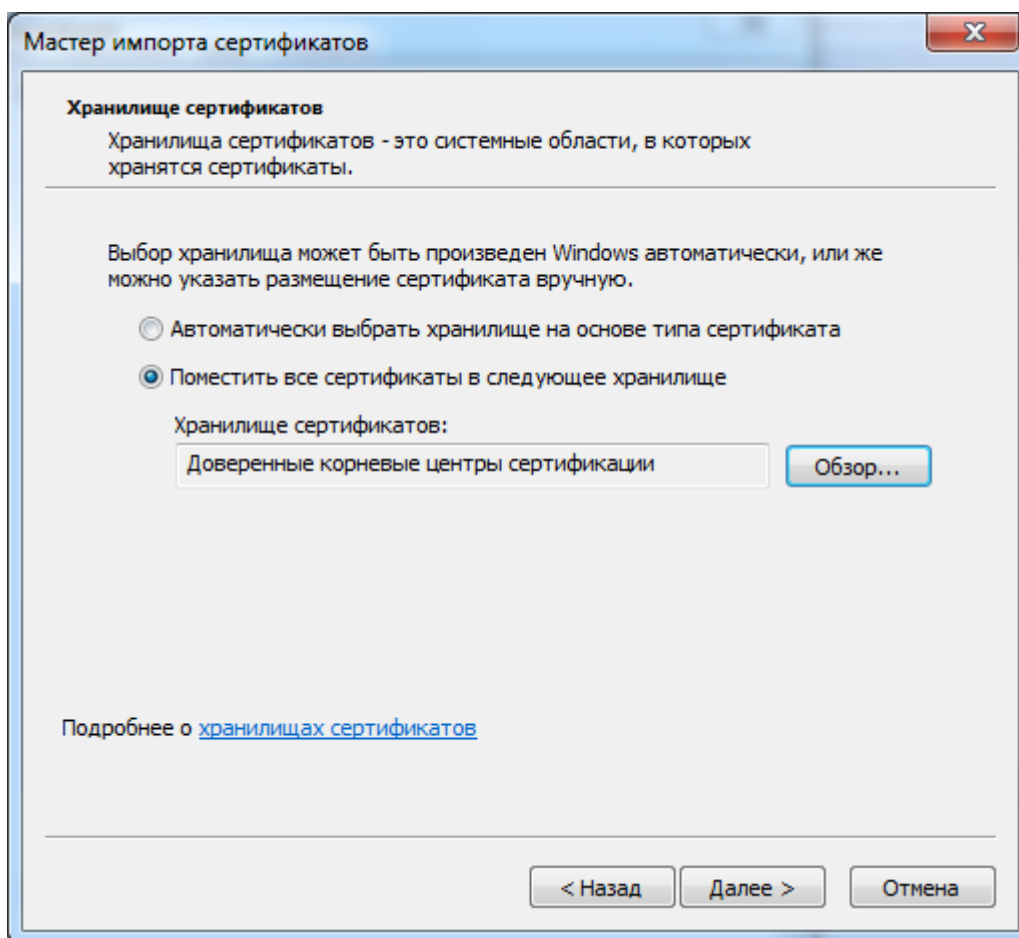 Мастер импорта сертификатов
Хранилище сертификатов
Хранилища сертификатов - это системные области, в которых
хранятся сертификаты.
Выбор хранилища может быть произведен Windows автоматически, или же
можно указать размещение сертификата вручную.
Автоматически выбрать хранилище на основе типа сертификата
Поместить все сертификаты в следующее хранилище
Хранилище сертификатов:
Доверенные корневые центры сертификации
Обзор...
Подробнее о хранилищах сертификатов
< Назад
Далее >
Отмена